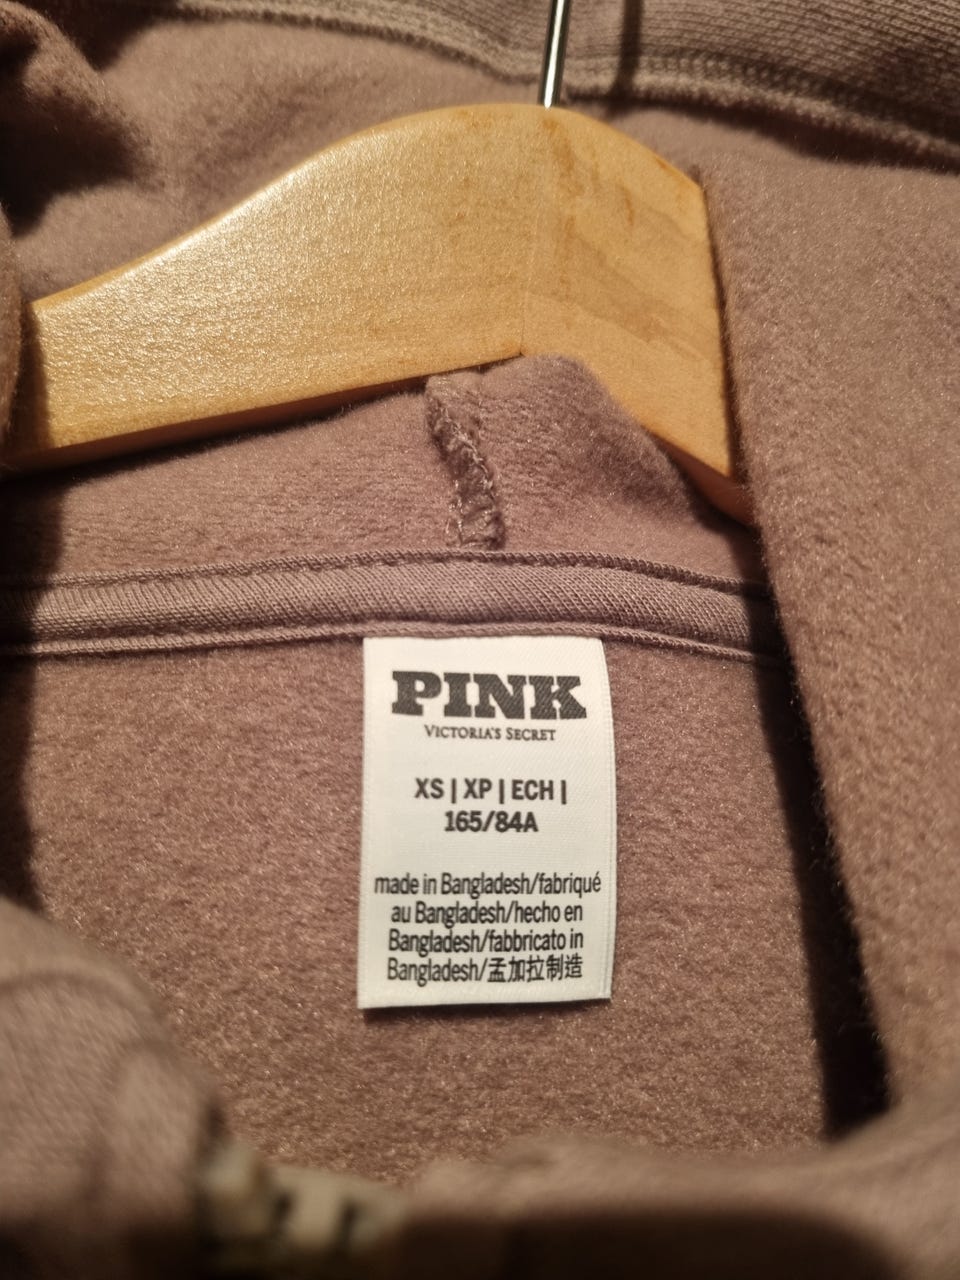 PINK
VICTORIA'S SECRET
XS | XP | ECH |
165/84A
made in Bangladesh/fabriqué
au Bangladesh/hecho en
Bangladesh/fabbricato in
Bangladesh/孟加拉制造